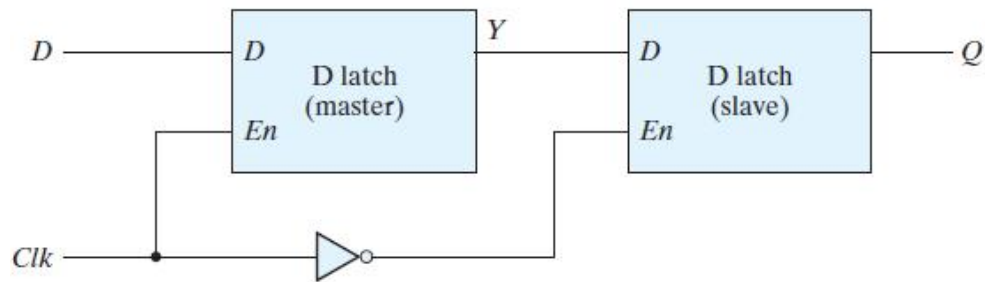 D
D
D latch
(master)
En
Y
D
D latch
(slave)
En
Q
Clk